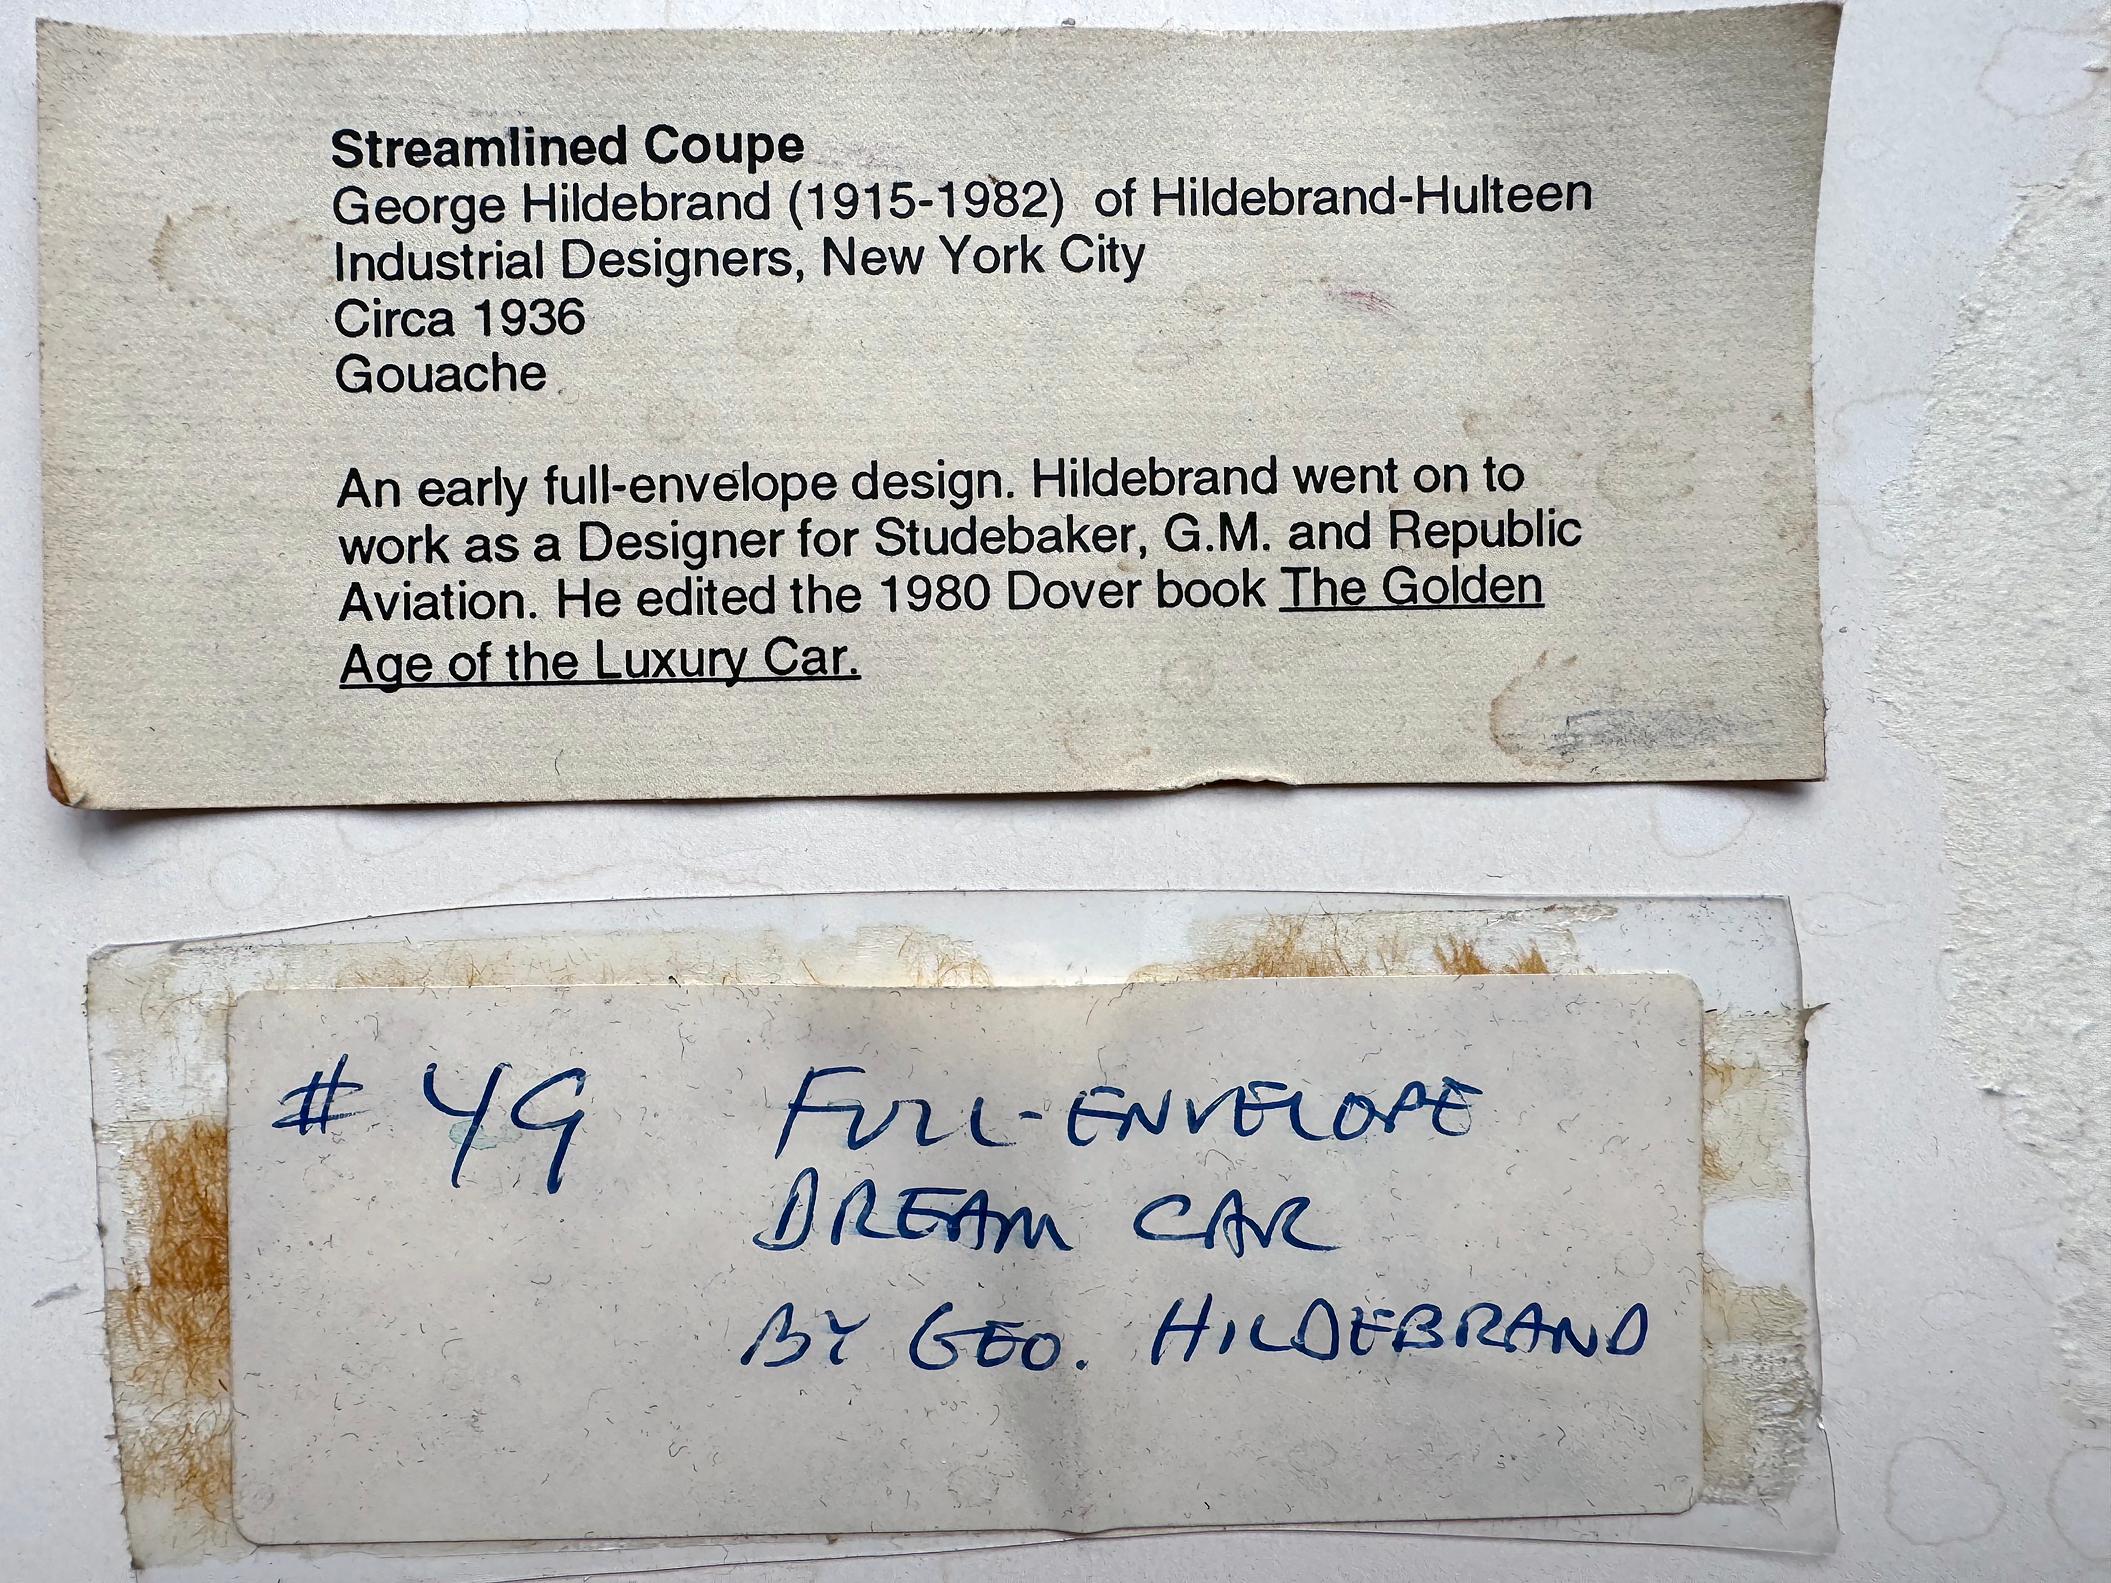 Streamlined Coupe
George Hildebrand (1915-1982) of Hildebrand-Hulteen
Industrial Designers, New York City
Circa 1936
Gouache
An early full-envelope design. Hildebrand went on to
work as a Designer for Studebaker, G.M. and Republic
Aviation. He edited the 1980 Dover book The Golden
Age of the Luxury Car.
# 49 FULL-ENVELOPE
DREAM CAR
BY GEO. HILDEBRAND